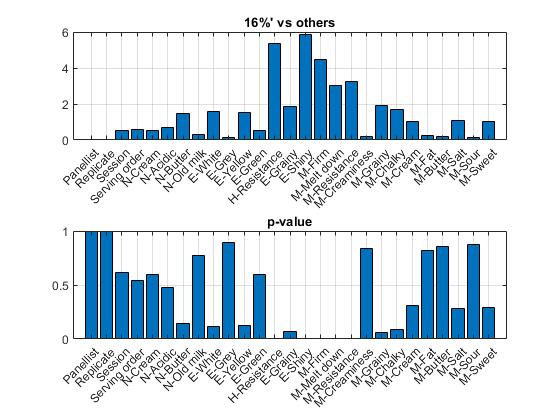 16%' vs others
6
4
2
0
Panellist
Replicate
Session
Serving order
N-Cream
N-Acidic
N-Butter
N-Old milk
E-White
E-Grey
E-Yellow
E-Green
H-Resistance
E-Grainy
E-Shiny
M-Firm
M-Melt down
M-Resistance
M-Creaminess
M-Grainy
M-Chalky
M-Cream
M-Fat
M-Butter
M-Salt
M-Sour
M-Sweet
p-value
1
0.5
0
Panellist
Replicate
Session
Serving order
N-Cream
N-Acidic
N-Butter
N-Old milk
E-White
E-Grey
E-Yellow
E-Green
H-Resistance
E-Grainy
E-Shiny
M-Firm
M-Melt down
M-Resistance
M-Creaminess
M-Grainy
M-Chalky
M-Cream
M-Fat
M-Butter
M-Salt
M-Sour
M-Sweet